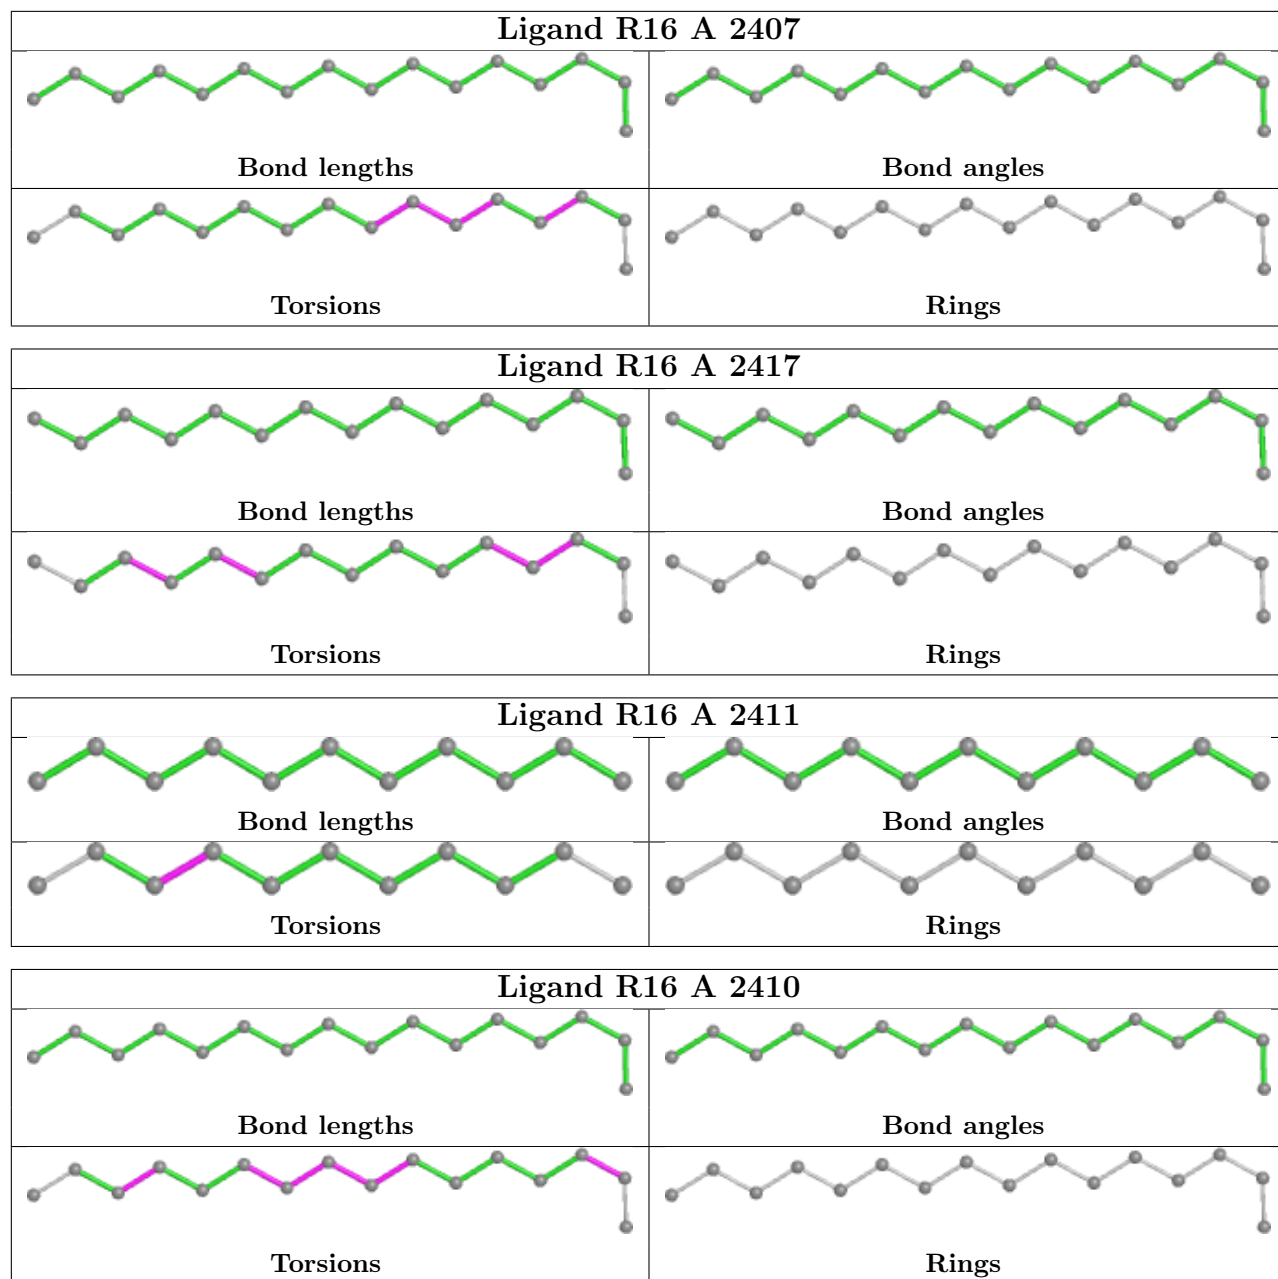 Ligand R16 A 2407
Bond lengths
Bond angles
Torsions
Rings
Ligand R16 A 2417
Bond lengths
Bond angles
Torsions
Rings
Ligand R16 A 2411
Bond lengths
Bond angles
Torsions
Rings
Ligand R16 A 2410
Bond lengths
Bond angles
Torsions
Rings